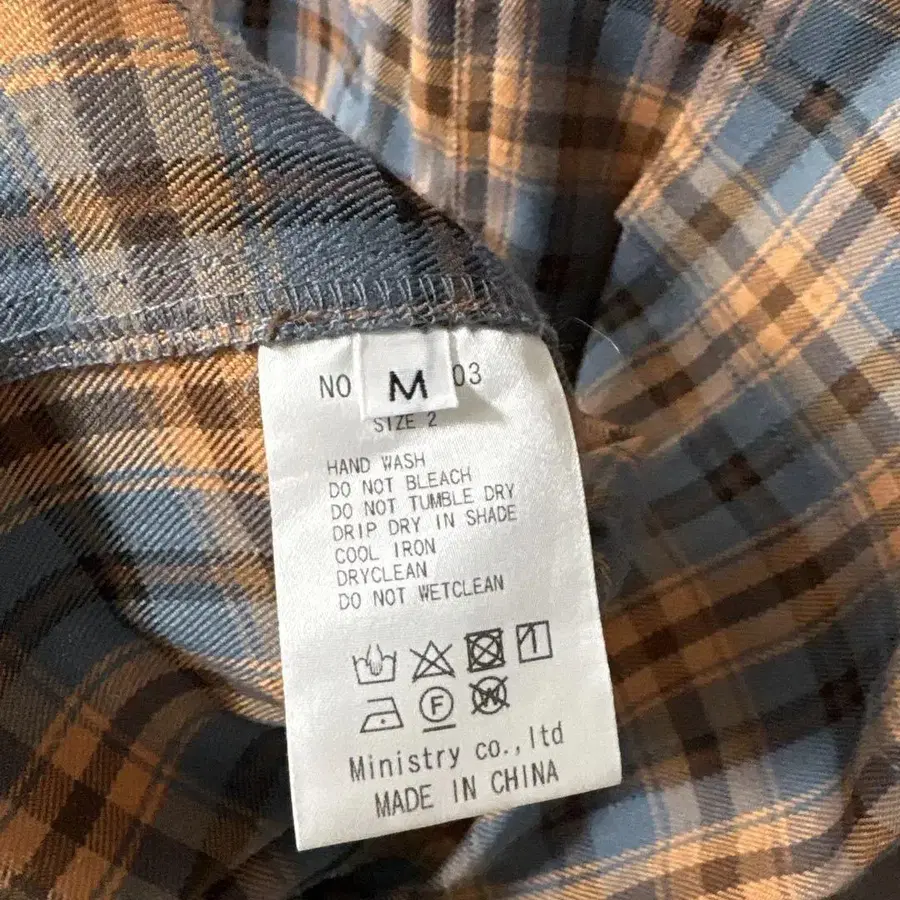 NO M 03
SIZE 2
HAND WASH
DO NOT BLEACH
DO NOT TUMBLE DRY
DRIP DRY IN SHADE
COOL IRON
DRYCLEAN
DO NOT WETCLEAN
F W
Ministry co., ltd
MADE IN CHINA